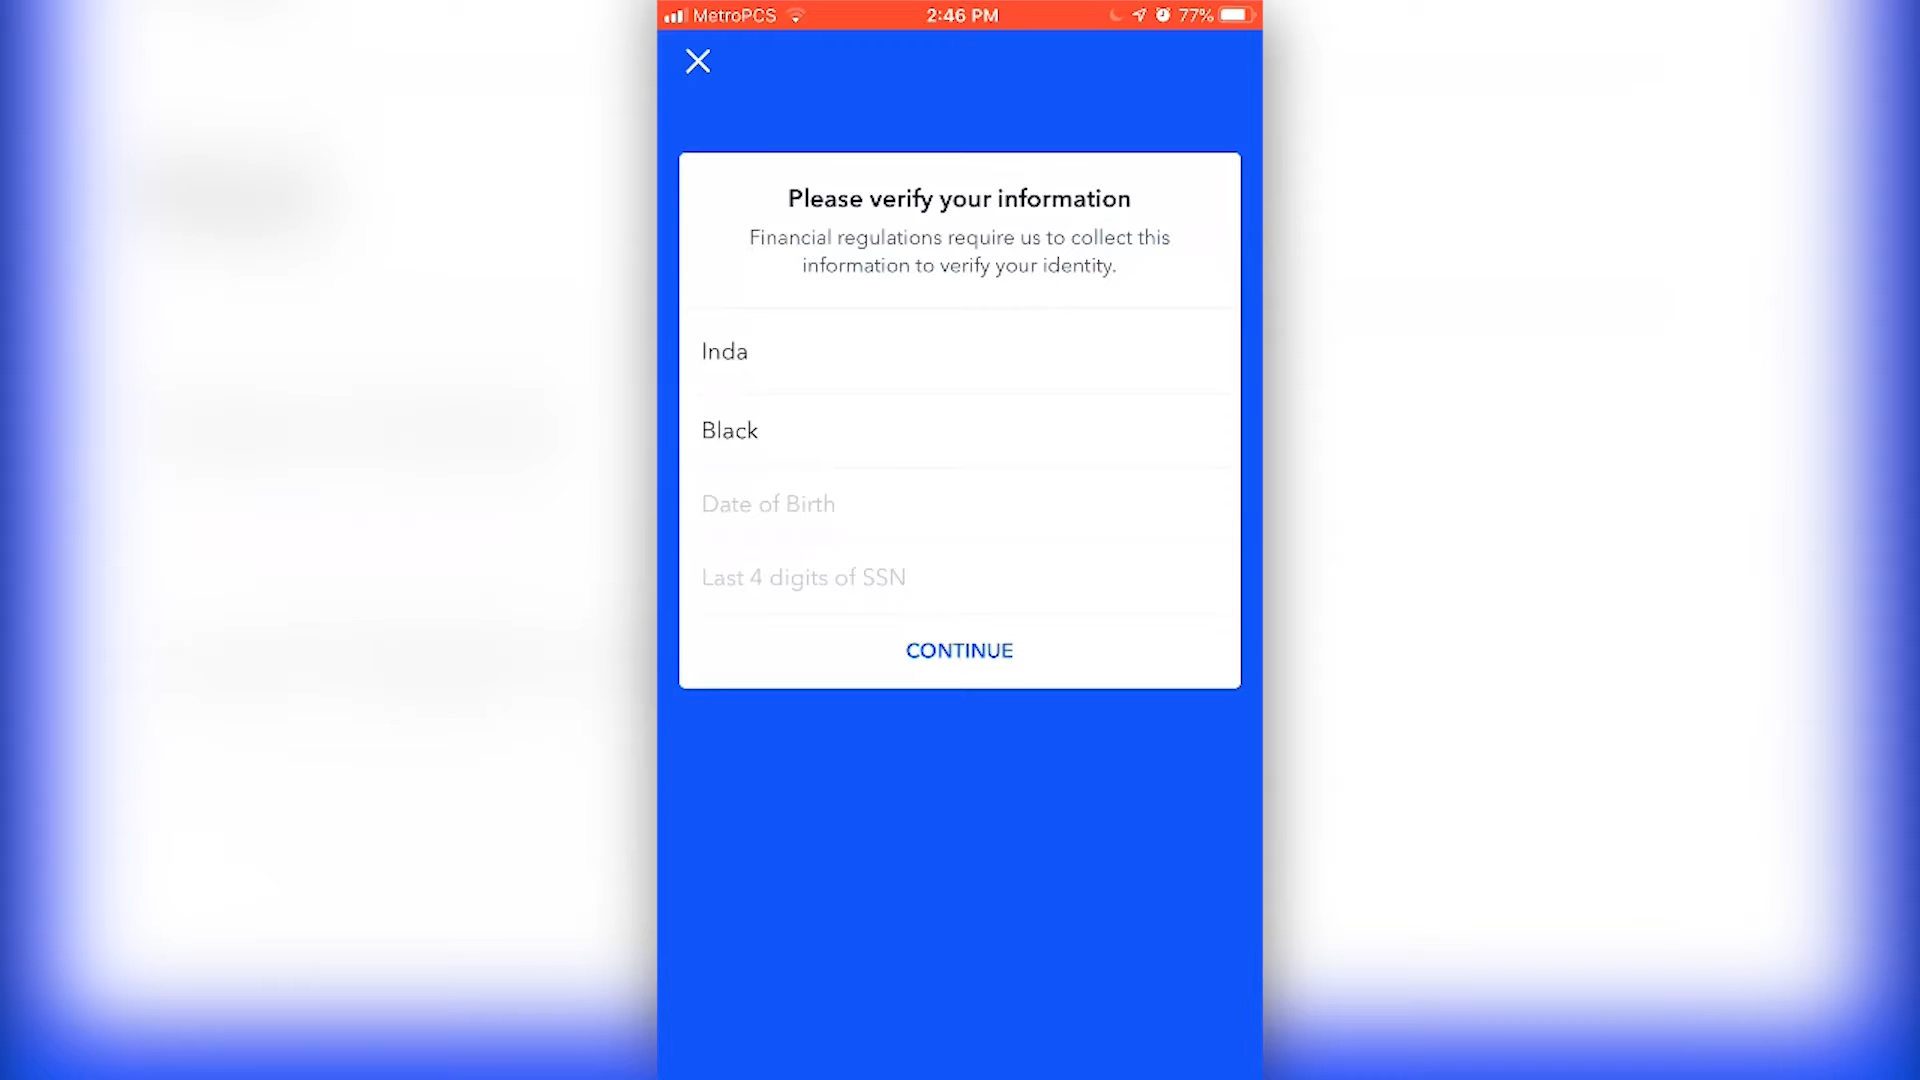 MetroPCS 2:46 PM 77%
Please verify your information
Financial regulations require us to collect this
information to verify your identity.
Inda
Black
Date of Birth
Last 4 digits of SSN
CONTINUE